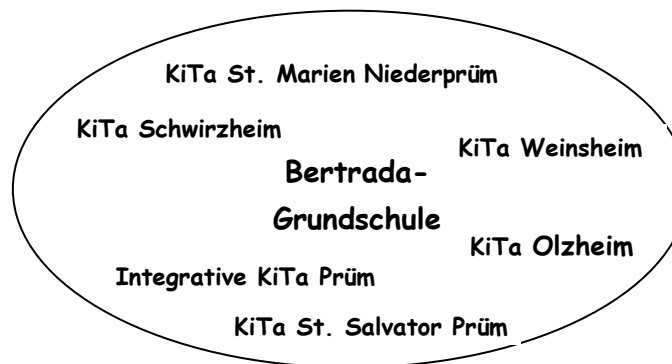 KiTa St. Marien Niederprüm
KiTa Schwirzheim
KiTa Weinsheim
Bertrada-
Grundschule
KiTa Olzheim
Integrative KiTa Prüm
KiTa St. Salvator Prüm